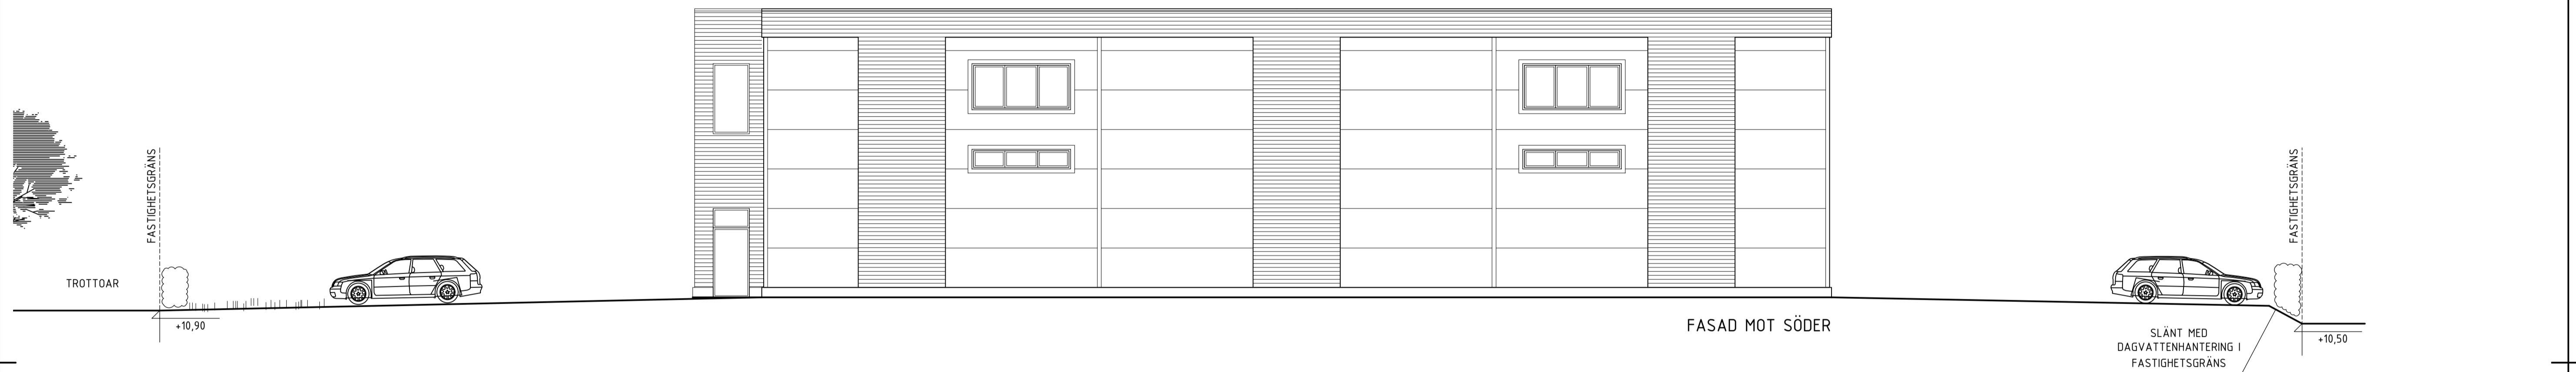 FASTIGHETSGRÄNS
TROTTOAR
+10,90
FASAD MOT SÖDER
FASTIGHETSGRÄNS
SLÄNT MED
DAGVATTENHANTERING I
FASTIGHETSGRÄNS
+10,50